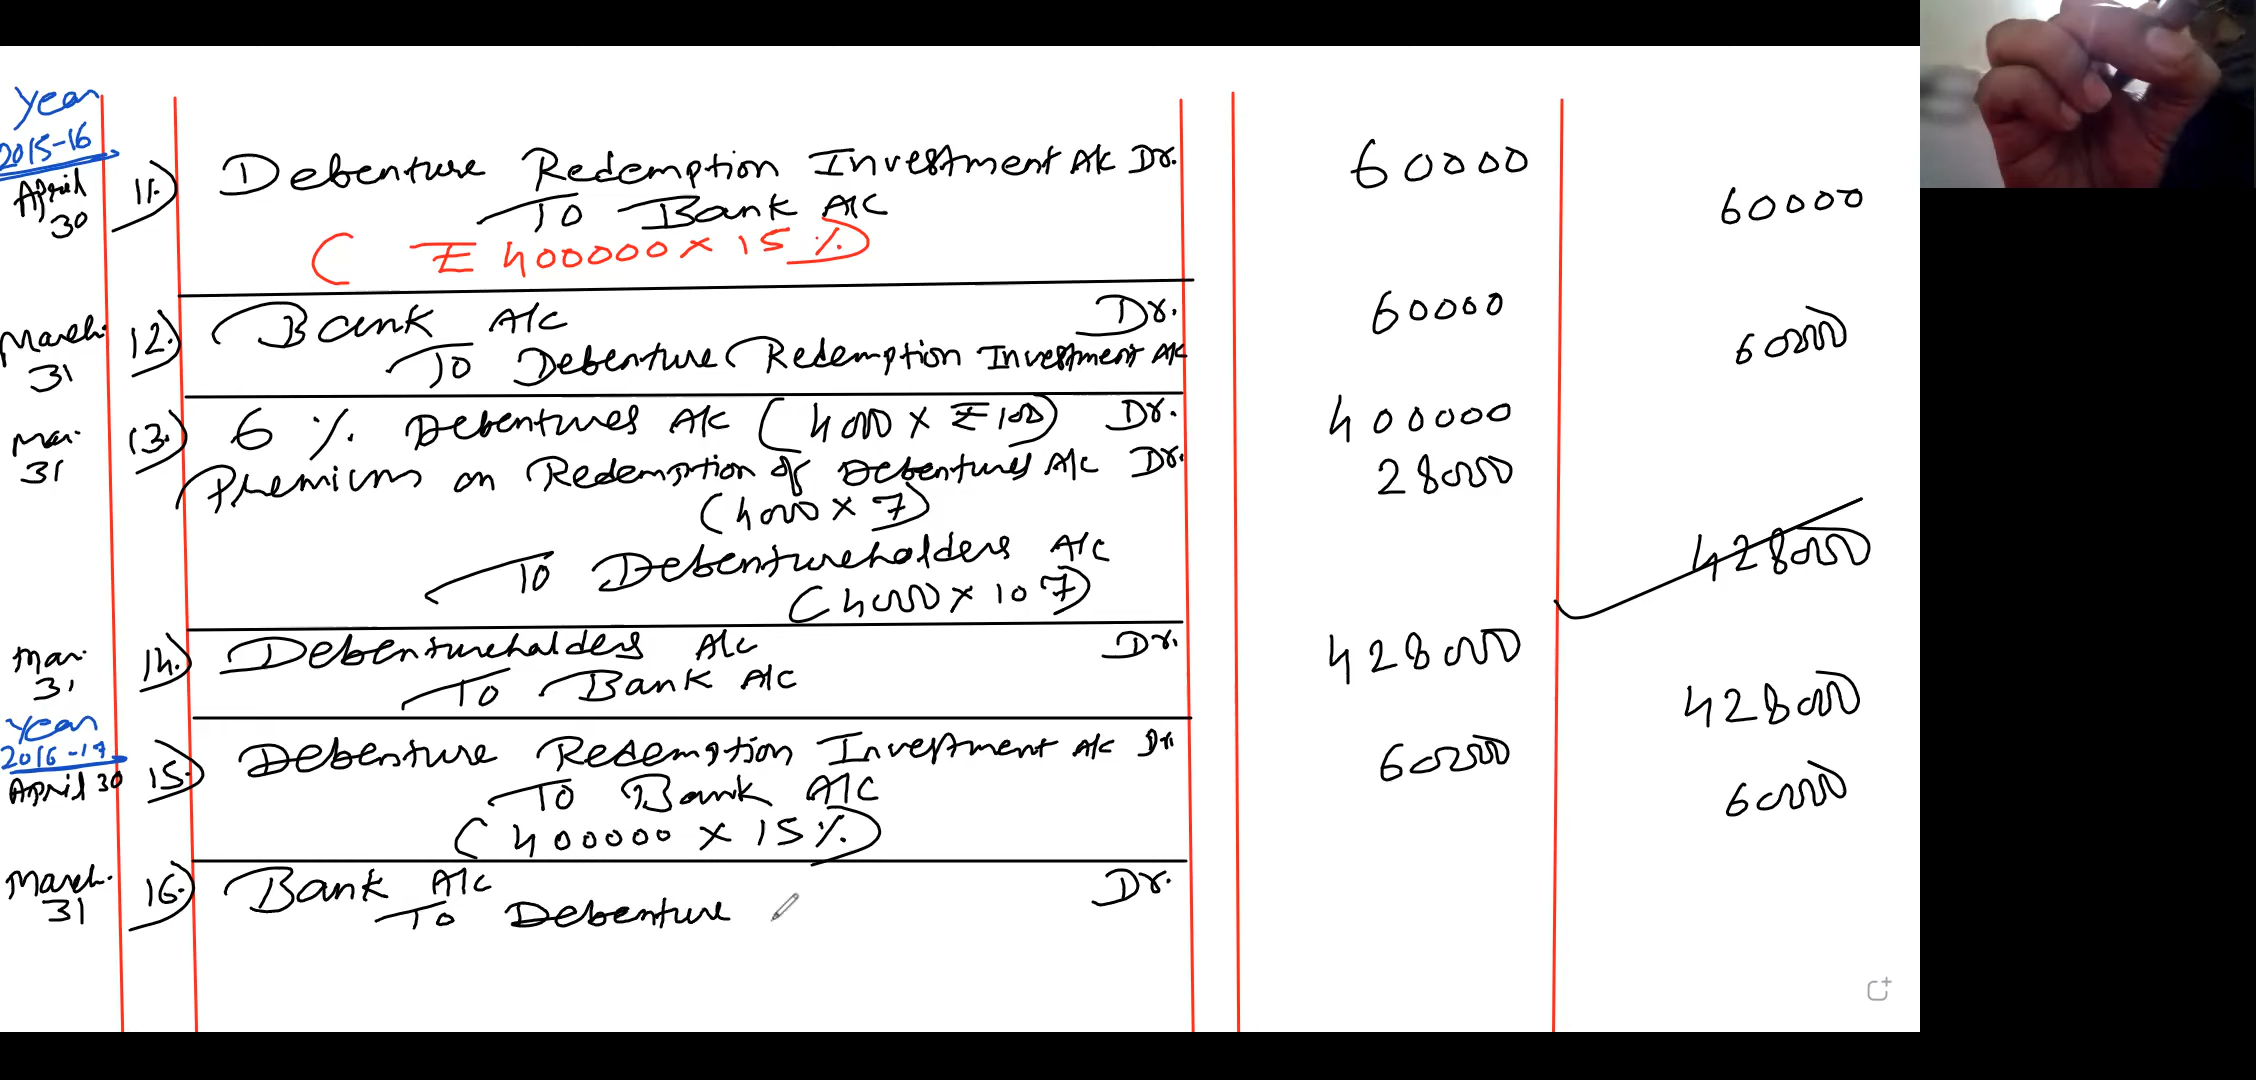 Year
2015-16
April 30 11.) Debenture Redemption Investment A/c Dr. 60000
To Bank A/C 60000
( ₹ 400000 × 15 %)
March 31 12.) Bank A/c Dr. 60000
To Debenture Redemption Investment A/c 60000
Mar. 31 13.) 6 % Debentures A/c (4000 × ₹ 100) Dr. 400000
Premium on Redemption of Debentures A/c Dr. 28000
(4000 × 7)
To Debentureholders A/c 428000
(4000 × 107)
Mar. 31 14.) Debentureholders A/c Dr. 428000
To Bank A/c 428000
Year
2016-17
April 30 15.) Debenture Redemption Investment A/c Dr. 60000
To Bank A/C 60000
(400000 × 15 %.)
March. 31 16.) Bank A/c Dr.
To Debenture